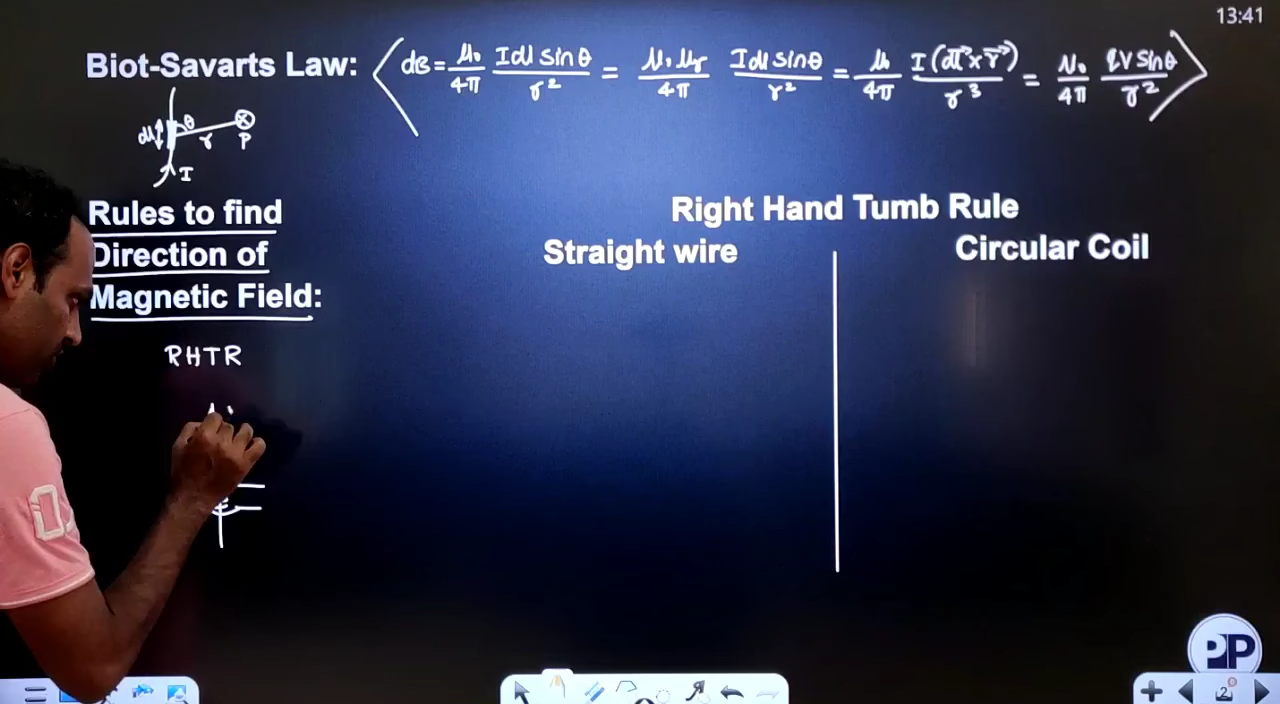 13:41
Biot-Savarts Law: ⟨ dB = μ₀/4π Idl sinθ/r² = μ₀μᵣ/4π Idl sinθ/r² = μ₀/4π I(dl⃗×r⃗)/r³ = μ₀/4π qv sinθ/r² ⟩
dl θ r P
I
Rules to find
Direction of
Magnetic Field:
RHTR
Right Hand Tumb Rule
Straight wire
Circular Coil
PP
2